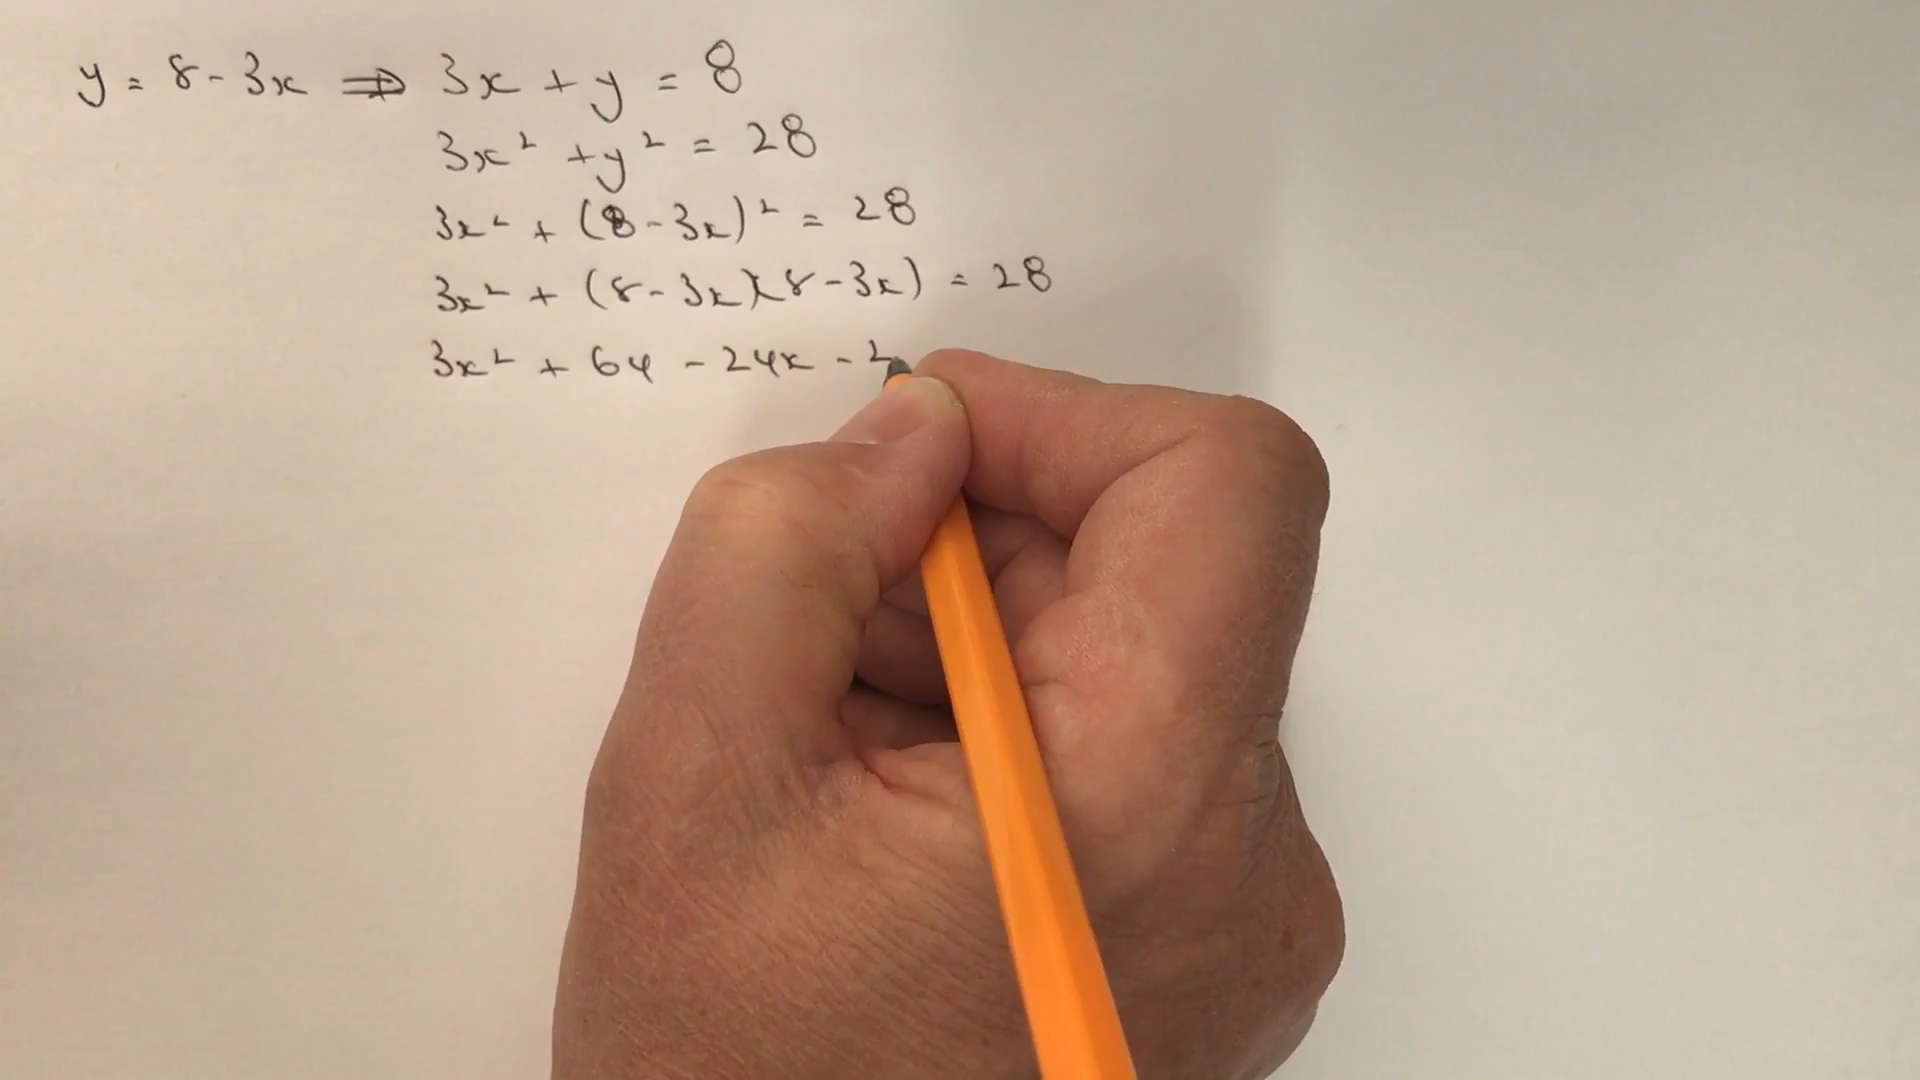 y = 8 - 3x ⇒ 3x + y = 8
3x² + y² = 28
3x² + (8 - 3x)² = 28
3x² + (8 - 3x)(8 - 3x) = 28
3x² + 64 - 24x - 2